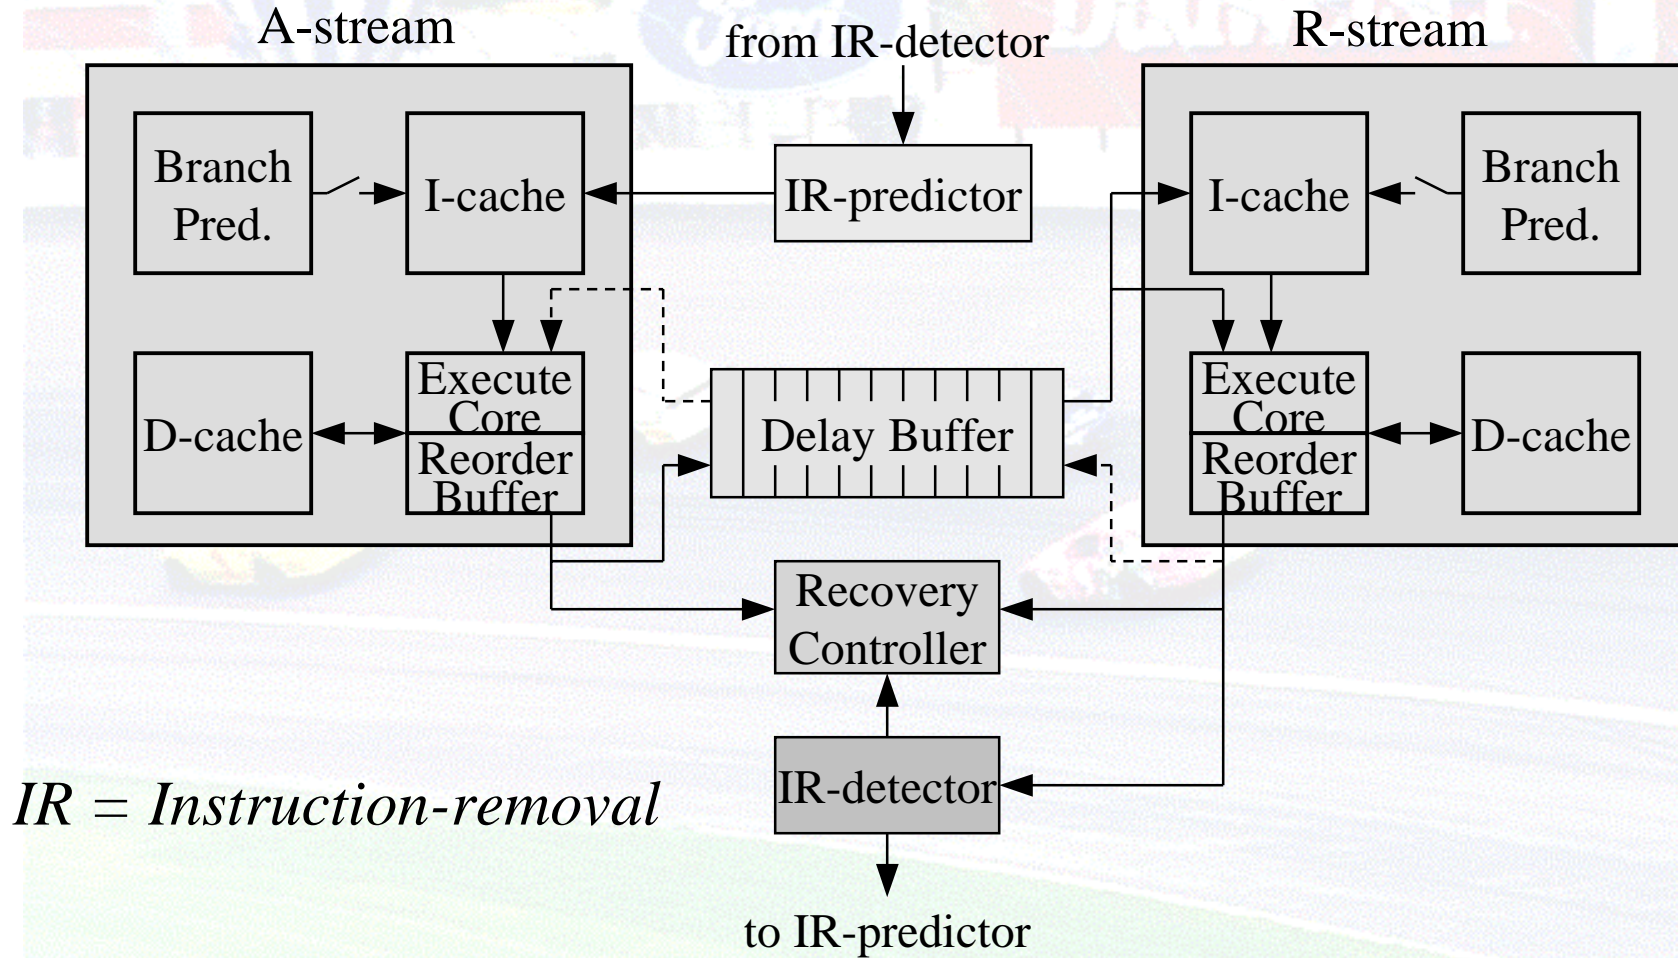 A-stream
from IR-detector
R-stream
Branch
Pred.
I-cache
IR-predictor
I-cache
Branch
Pred.
D-cache
Execute
Core
Reorder
Buffer
Delay Buffer
Execute
Core
Reorder
Buffer
D-cache
Recovery
Controller
IR-detector
IR = Instruction-removal
to IR-predictor